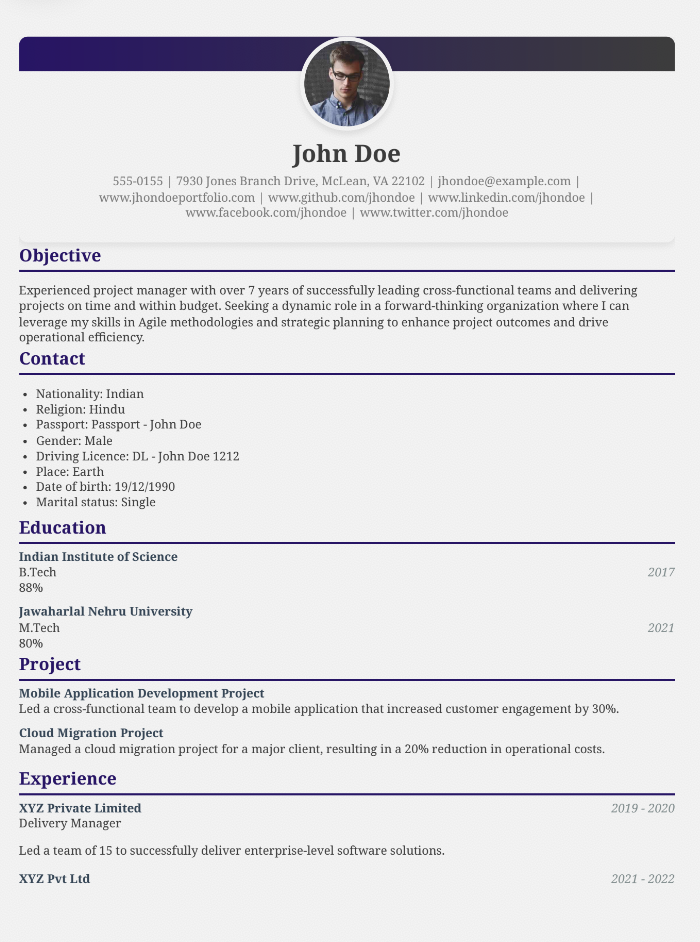 John Doe
555-0155 | 7930 Jones Branch Drive, McLean, VA 22102 | jhondoe@example.com |
www.jhondoeportfolio.com | www.github.com/jhondoe | www.linkedin.com/jhondoe |
www.facebook.com/jhondoe | www.twitter.com/jhondoe
Objective
Experienced project manager with over 7 years of successfully leading cross-functional teams and delivering
projects on time and within budget. Seeking a dynamic role in a forward-thinking organization where I can
leverage my skills in Agile methodologies and strategic planning to enhance project outcomes and drive
operational efficiency.
Contact
• Nationality: Indian
• Religion: Hindu
• Passport: Passport - John Doe
• Gender: Male
• Driving Licence: DL - John Doe 1212
• Place: Earth
• Date of birth: 19/12/1990
• Marital status: Single
Education
Indian Institute of Science
B.Tech 2017
88%
Jawaharlal Nehru University
M.Tech 2021
80%
Project
Mobile Application Development Project
Led a cross-functional team to develop a mobile application that increased customer engagement by 30%.
Cloud Migration Project
Managed a cloud migration project for a major client, resulting in a 20% reduction in operational costs.
Experience
XYZ Private Limited 2019 - 2020
Delivery Manager
Led a team of 15 to successfully deliver enterprise-level software solutions.
XYZ Pvt Ltd 2021 - 2022